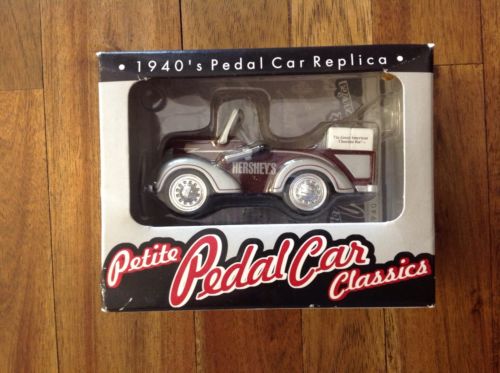 • 1940's Pedal Car Replica •
The Great American
Chocolate Bar
HERSHEY'S
Petite
Pedal Car
Classics